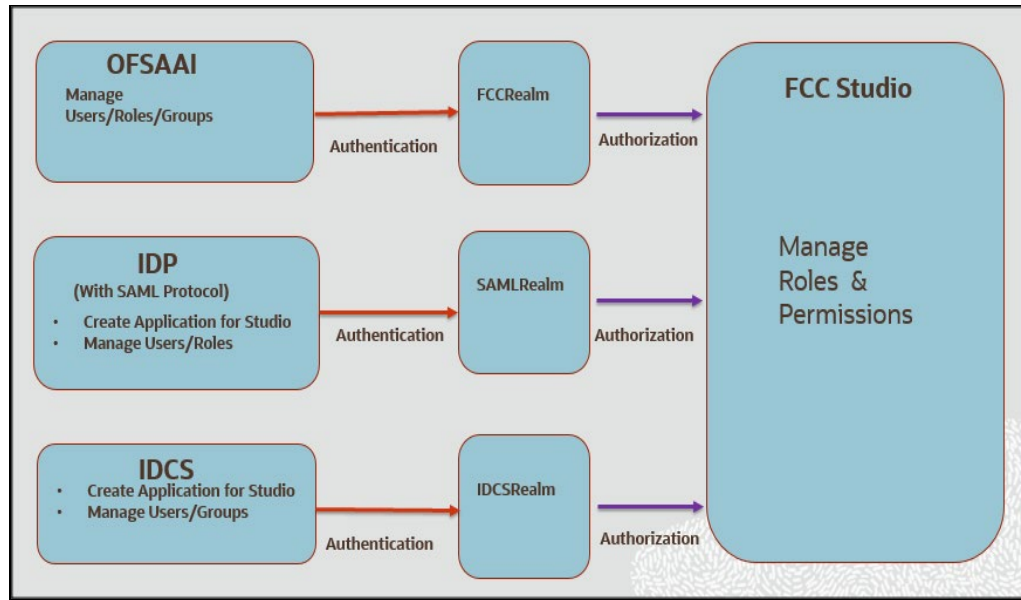 OFSAAI
Manage
Users/Roles/Groups
Authentication
FCCRealm
Authorization
IDP
(With SAML Protocol)
• Create Application for Studio
• Manage Users/Roles
Authentication
SAMLRealm
Authorization
IDCS
• Create Application for Studio
• Manage Users/Groups
Authentication
IDCSRealm
Authorization
FCC Studio
Manage
Roles &
Permissions